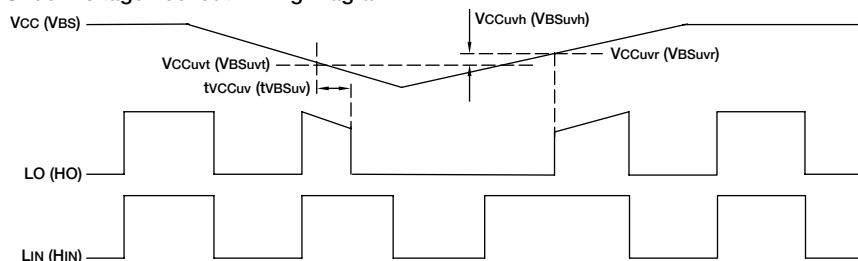 VCC (VBS)
VCCuvh (VBSuvh)
VCCuvt (VBSuvt)
VCCuvr (VBSuvr)
tVCCuv (tVBSuv)
LO (HO)
LIN (HIN)